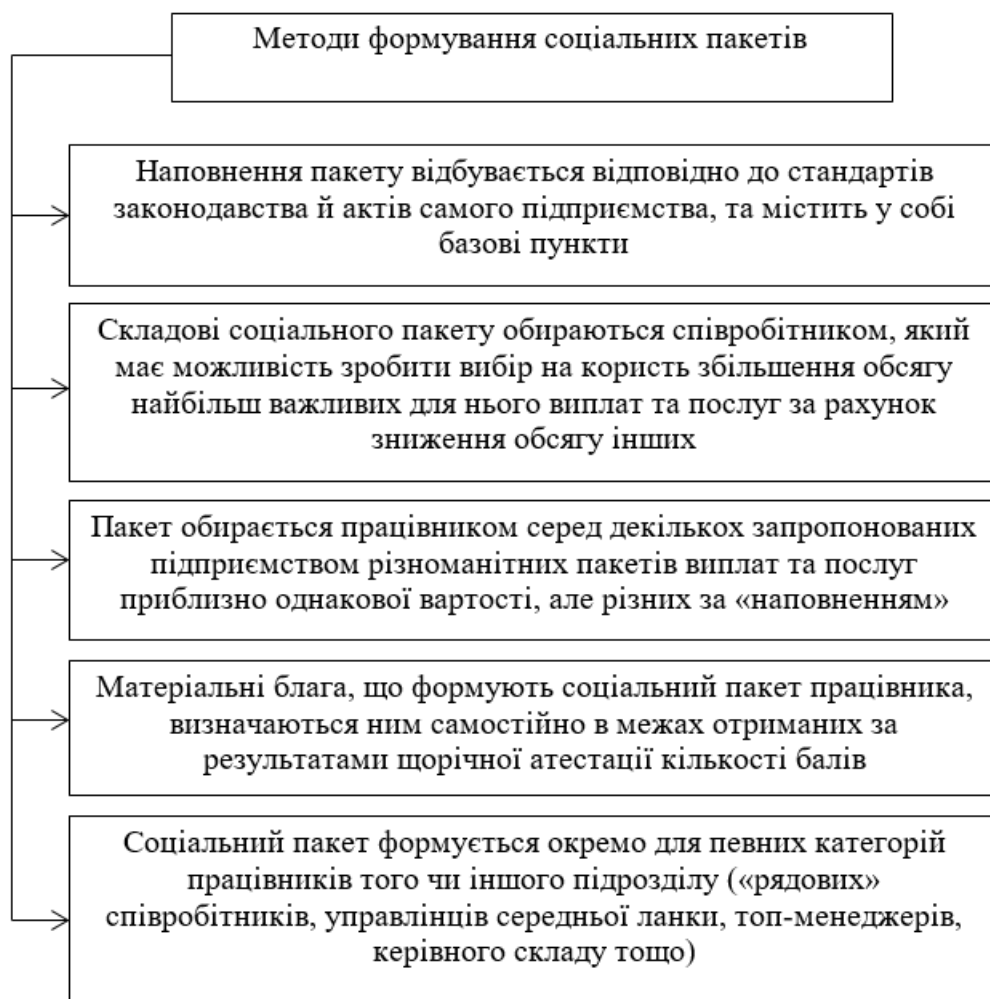 Методи формування соціальних пакетів
Наповнення пакету відбувається відповідно до стандартів
законодавства й актів самого підприємства, та містить у собі
базові пункти
Складові соціального пакету обираються співробітником, який
має можливість зробити вибір на користь збільшення обсягу
найбільш важливих для нього виплат та послуг за рахунок
зниження обсягу інших
Пакет обирається працівником серед декількох запропонованих
підприємством різноманітних пакетів виплат та послуг
приблизно однакової вартості, але різних за «наповненням»
Матеріальні блага, що формують соціальний пакет працівника,
визначаються ним самостійно в межах отриманих за
результатами щорічної атестації кількості балів
Соціальний пакет формується окремо для певних категорій
працівників того чи іншого підрозділу («рядових»
співробітників, управлінців середньої ланки, топ-менеджерів,
керівного складу тощо)